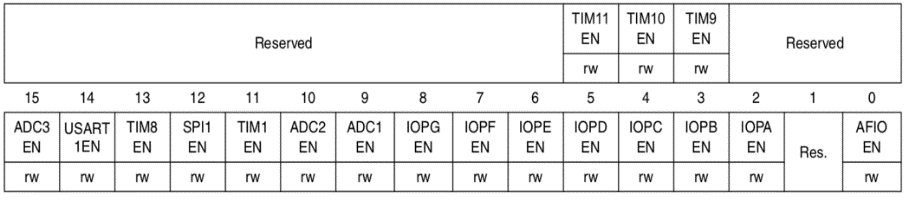 Reserved TIM11 EN TIM10 EN TIM9 EN Reserved
rw rw rw
15 14 13 12 11 10 9 8 7 6 5 4 3 2 1 0
ADC3 USART TIM8 SPI1 TIM1 ADC2 ADC1 IOPG IOPF IOPE IOPD IOPC IOPB IOPA Res. AFIO
EN 1EN EN EN EN EN EN EN EN EN EN EN EN EN EN
rw rw rw rw rw rw rw rw rw rw rw rw rw rw rw